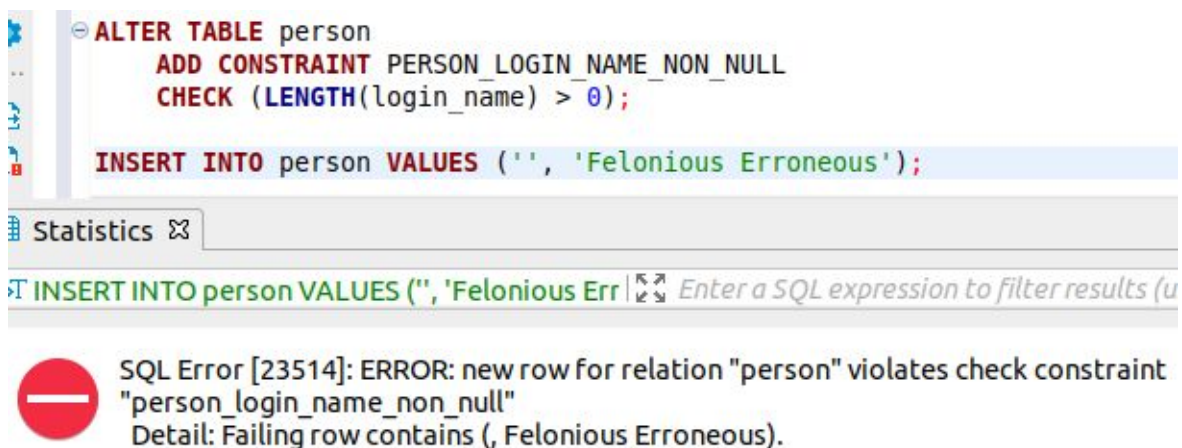 ALTER TABLE person
ADD CONSTRAINT PERSON_LOGIN_NAME_NON_NULL
CHECK (LENGTH(login_name) > 0);
INSERT INTO person VALUES ('', 'Felonious Erroneous');
Statistics
INSERT INTO person VALUES ('', 'Felonious Err
Enter a SQL expression to filter results (u
SQL Error [23514]: ERROR: new row for relation "person" violates check constraint
"person_login_name_non_null"
Detail: Failing row contains (, Felonious Erroneous).